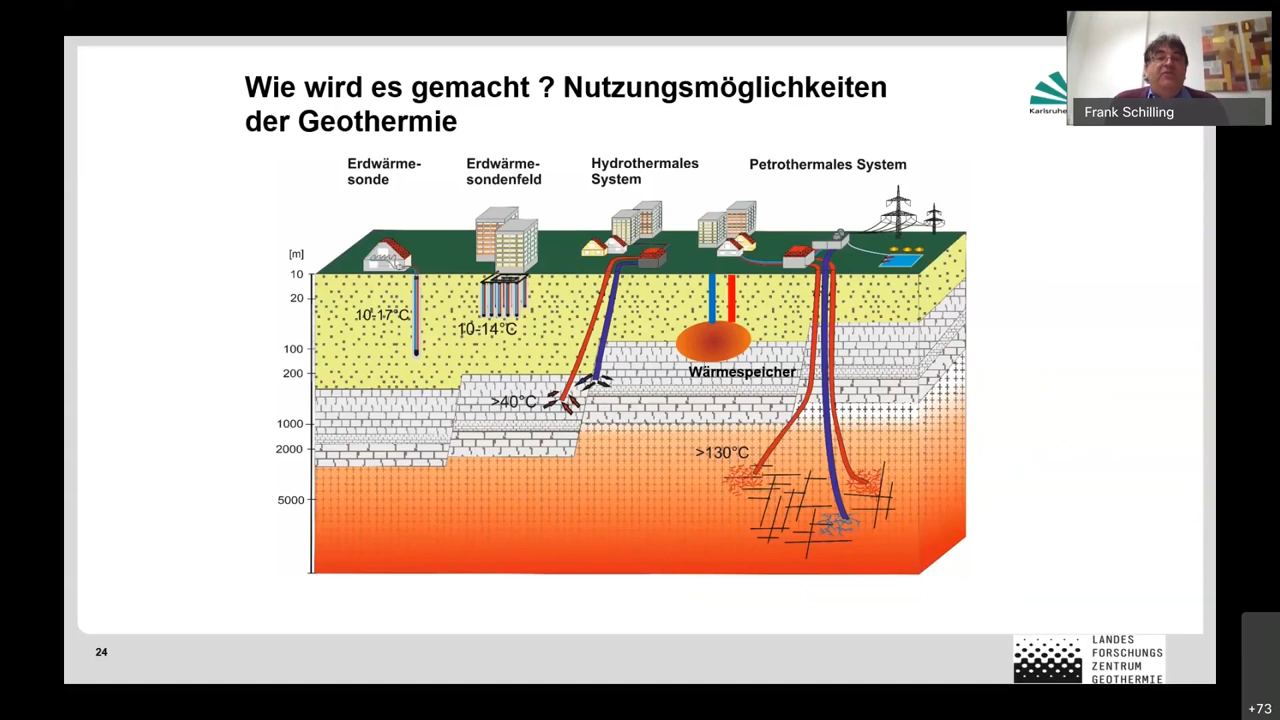 Wie wird es gemacht ? Nutzungsmöglichkeiten
der Geothermie
Karlsruhe
Frank Schilling
Erdwärme-
sonde
Erdwärme-
sondenfeld
Hydrothermales
System
Petrothermales System
[m]
10
20
100
200
1000
2000
5000
10-17°C
10-14°C
>40°C
Wärmespeicher
>130°C
24
LANDES
FORSCHUNGS
ZENTRUM
GEOTHERMIE
+73